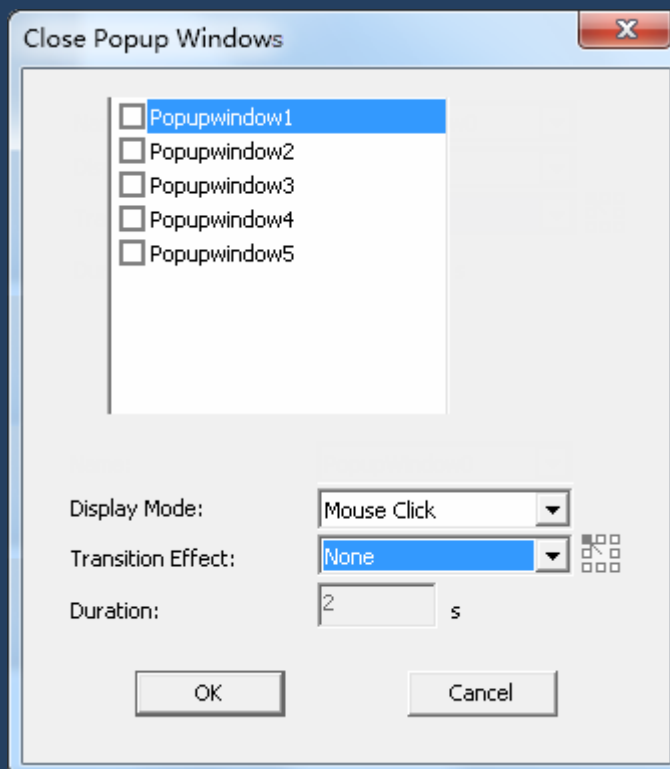 Close Popup Windows
Popupwindow1
Popupwindow2
Popupwindow3
Popupwindow4
Popupwindow5
Display Mode: Mouse Click
Transition Effect: None
Duration: 2 s
OK Cancel